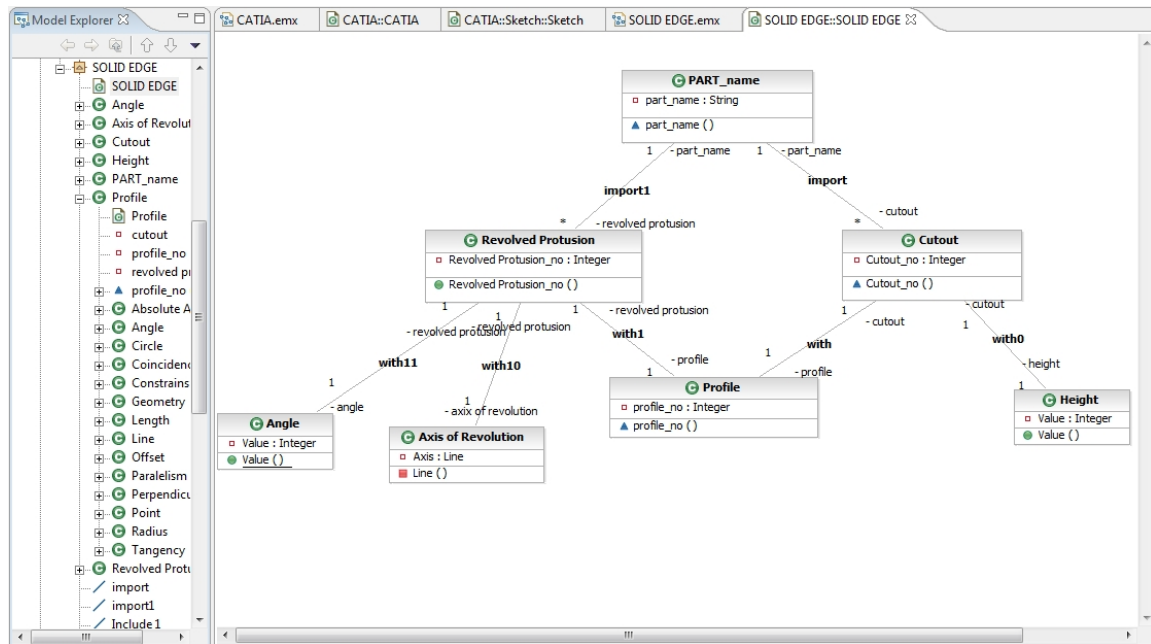 Model Explorer
SOLID EDGE
SOLID EDGE
Angle
Axis of Revolut
Cutout
Height
PART_name
Profile
Profile
cutout
profile_no
revolved pr
profile_no
Absolute A
Angle
Circle
Coincidenc
Constrains
Geometry
Length
Line
Offset
Paralelism
Perpendicu
Point
Radius
Tangency
Revolved Protu
import
import1
Include1
CATIA.emx
CATIA::CATIA
CATIA::Sketch::Sketch
SOLID EDGE.emx
SOLID EDGE::SOLID EDGE
PART_name
part_name : String
part_name ( )
1 - part_name 1 - part_name
import1 import
* - revolved protusion * - cutout
Revolved Protusion
Revolved Protusion_no : Integer
Revolved Protusion_no ( )
Cutout
Cutout_no : Integer
Cutout_no ( )
1 - revolved protusion
1 - revolved protusion
1 - revolved protusion
1 - cutout
- cutout 1
with11 with10 with1 with with0
1 - angle
1 - axix of revolution
1 - profile
1 - profile
1 - height
Angle
Value : Integer
Value ( )
Axis of Revolution
Axis : Line
Line ( )
Profile
profile_no : Integer
profile_no ( )
Height
Value : Integer
Value ( )